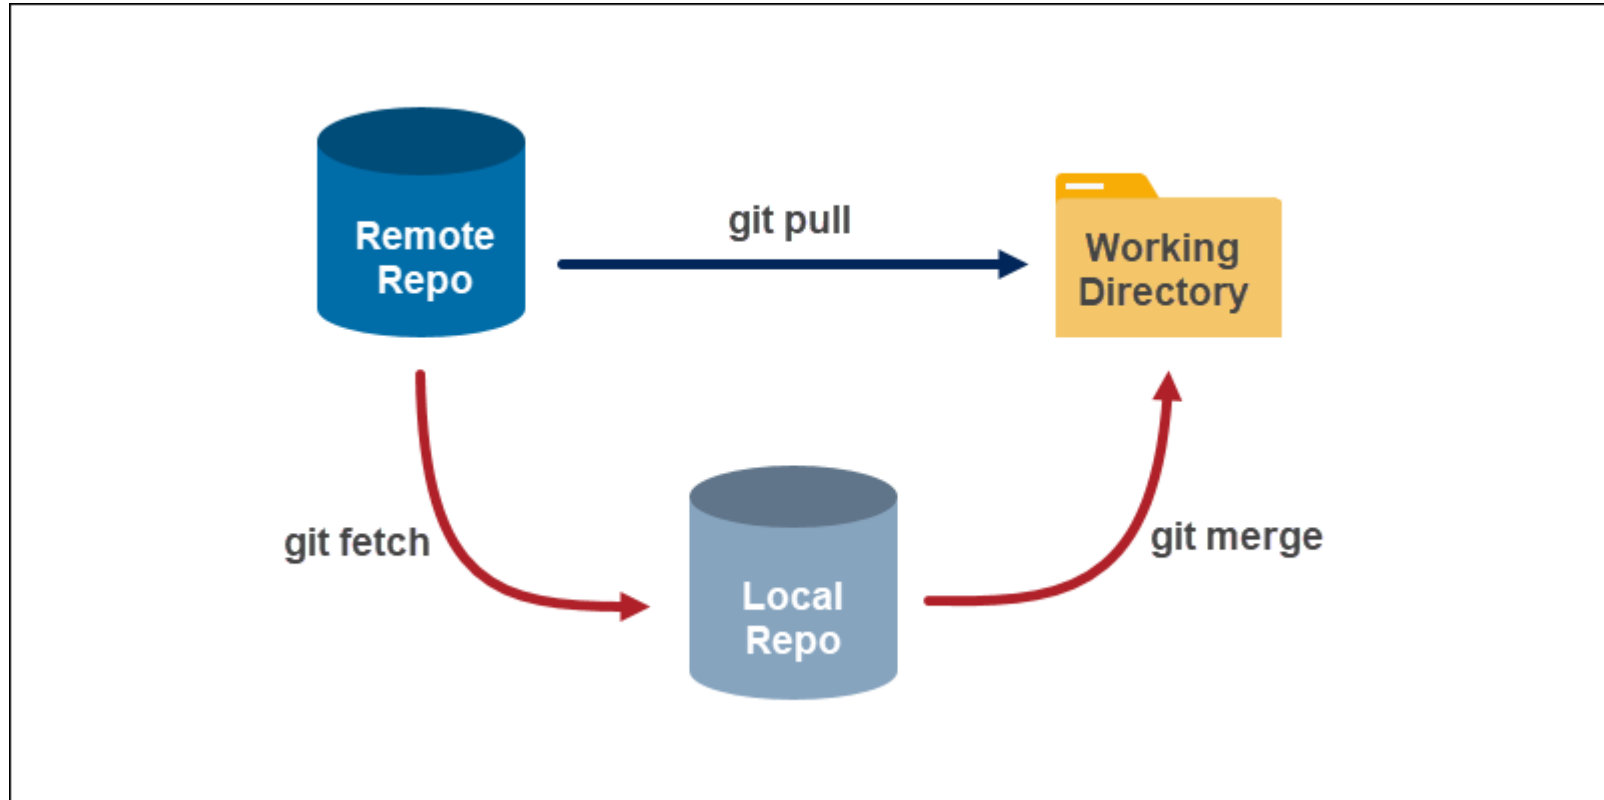 git pull
Remote
Repo
Working
Directory
git fetch
git merge
Local
Repo